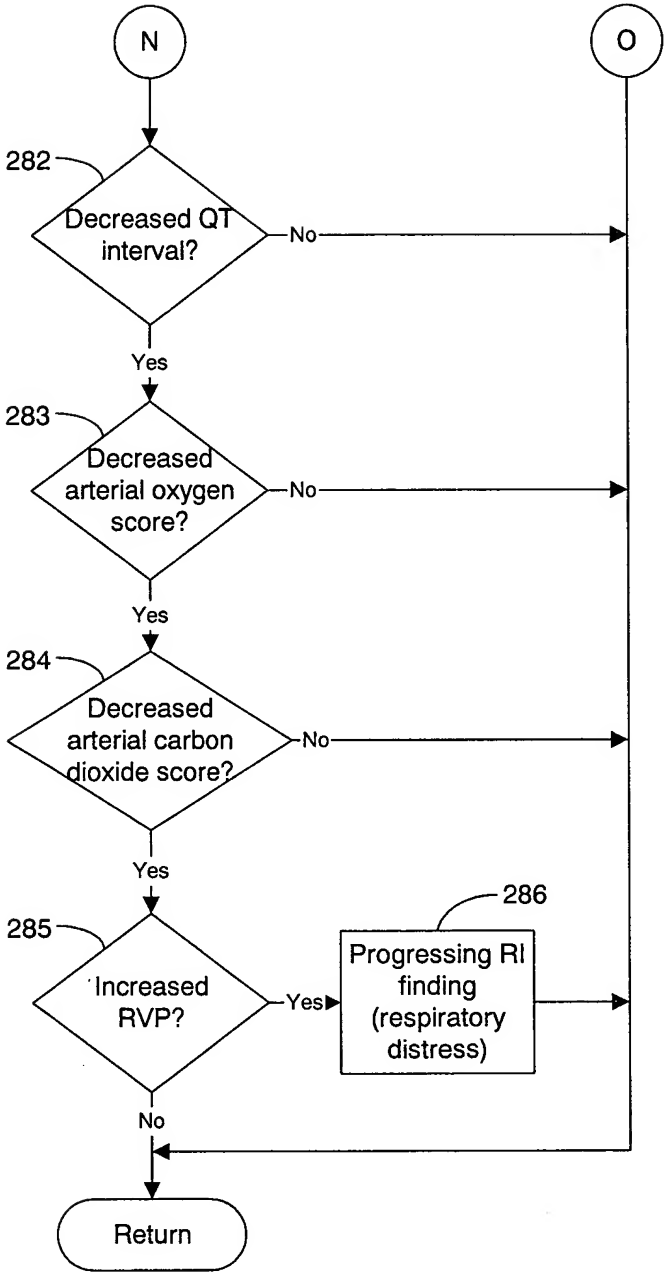 N
O
282
Decreased QT
interval?
No
Yes
283
Decreased
arterial oxygen
score?
No
Yes
284
Decreased
arterial carbon
dioxide score?
No
Yes
285
Increased
RVP?
Yes
286
Progressing RI
finding
(respiratory
distress)
No
Return